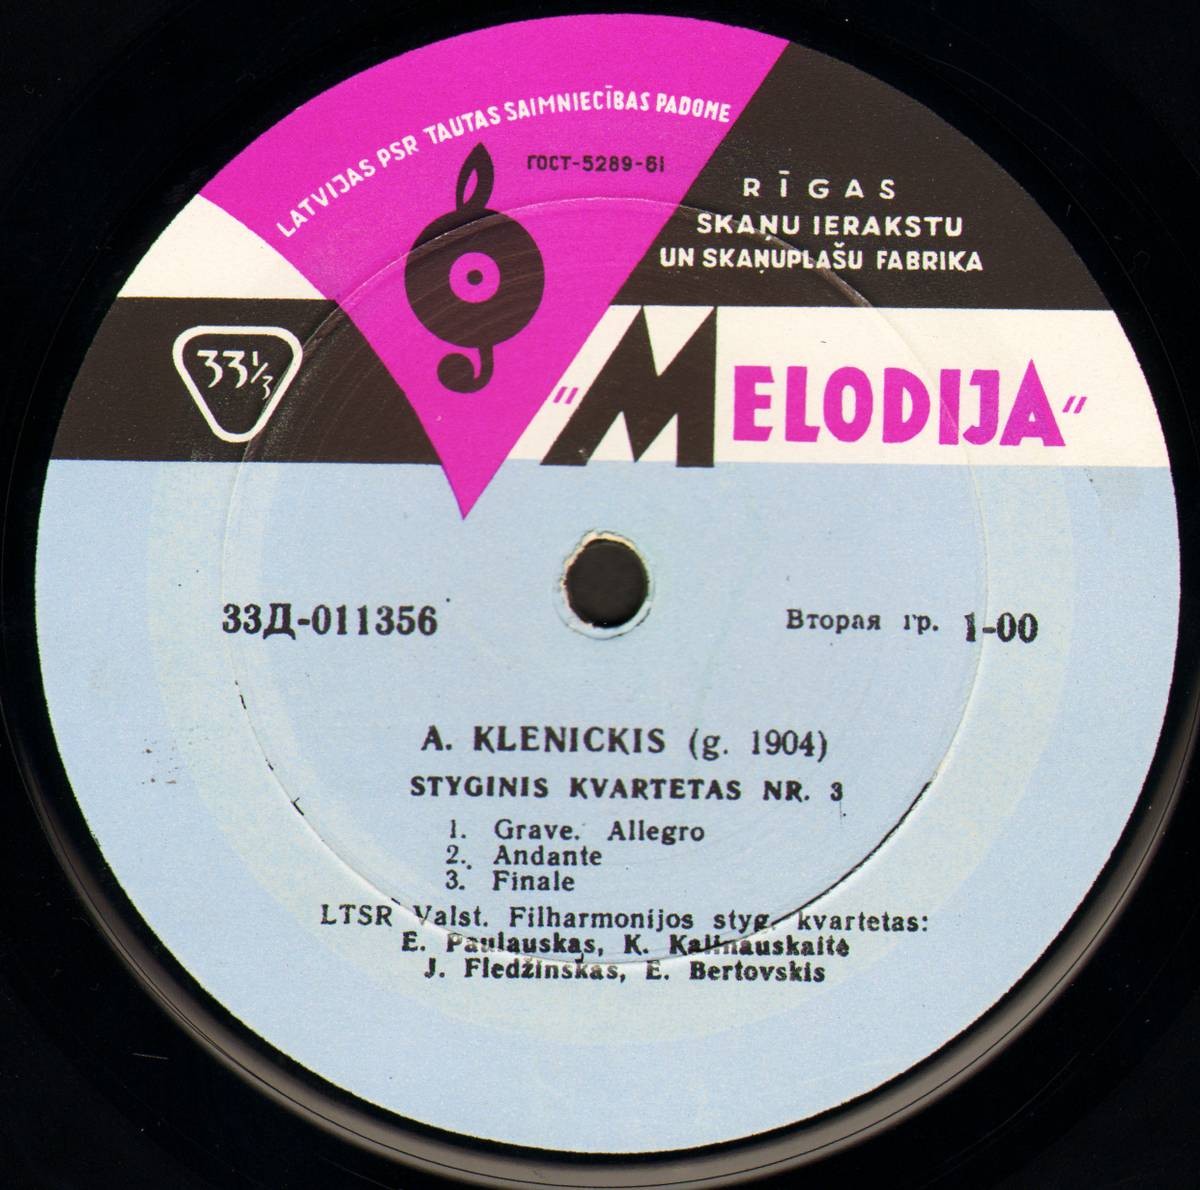 LATVIJAS PSR TAUTAS SAIMNIECĪBAS PADOME
ГОСТ-5289-61
RĪGAS
SKAŅU IERAKSTU
UN SKAŅUPLAŠU FABRIKA
33⅓
"MELODIJA"
33Д-011356
Вторая гр. 1-00
A. KLENICKIS (g. 1904)
STYGINIS KVARTETAS NR. 3
1. Grave. Allegro
2. Andante
3. Finale
LTSR Valst. Filharmonijos styg. kvartetas:
E. Paulauskas, K. Kalinauskaitė
J. Fledžinskas, E. Bertovskis